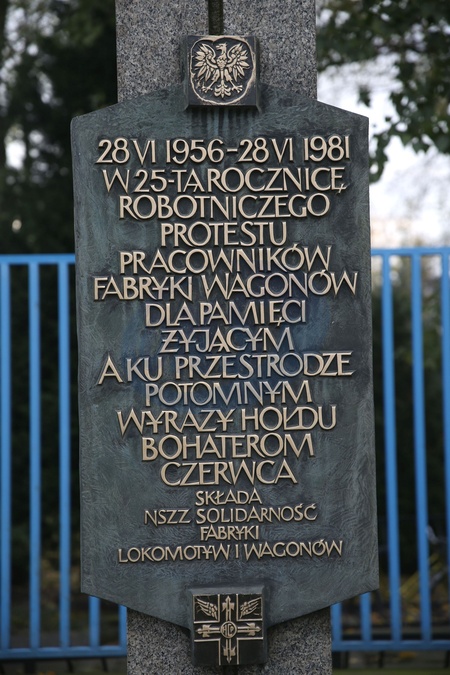 28 VI 1956-28 VI 1981
W 25-TA ROCZNICĘ
ROBOTNICZEGO
PROTESTU
PRACOWNIKÓW
FABRYKI WAGONÓW
DLA PAMIĘCI
ŻYJĄCYM
A KU PRZESTRODZE
POTOMNYM
WYRAZY HOŁDU
BOHATEROM
CZERWCA
SKŁADA
NSZZ SOLIDARNOŚĆ
FABRYKI
LOKOMOTYW I WAGONÓW
HCP